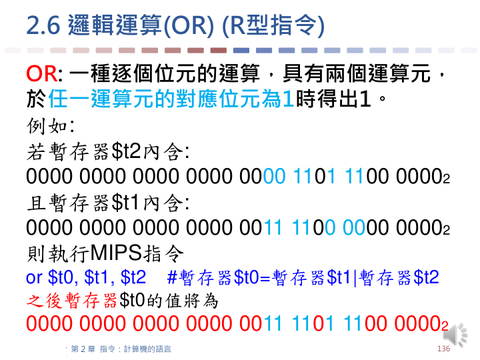 2.6 邏輯運算(OR) (R型指令)
OR: 一種逐個位元的運算，具有兩個運算元，
於任一運算元的對應位元為1時得出1。
例如:
若暫存器$t2內含:
0000 0000 0000 0000 0000 1101 1100 0000₂
且暫存器$t1內含:
0000 0000 0000 0000 0011 1100 0000 0000₂
則執行MIPS指令
or $t0, $t1, $t2 #暫存器$t0=暫存器$t1|暫存器$t2
之後暫存器$t0的值將為
0000 0000 0000 0000 0011 1101 1100 0000₂
第 2 章 指令：計算機的語言
136